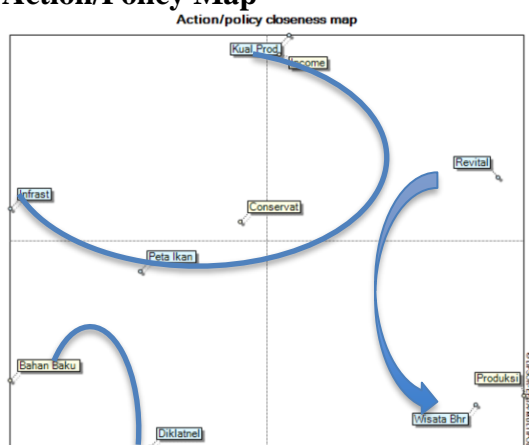 Action/Policy Map
Action/policy closeness map
Kual,Prod
Income
Revital
Infrast
Conservat
Peta Ikan
Bahan Baku
Produksi
Wisata Bhr
Diklatnel